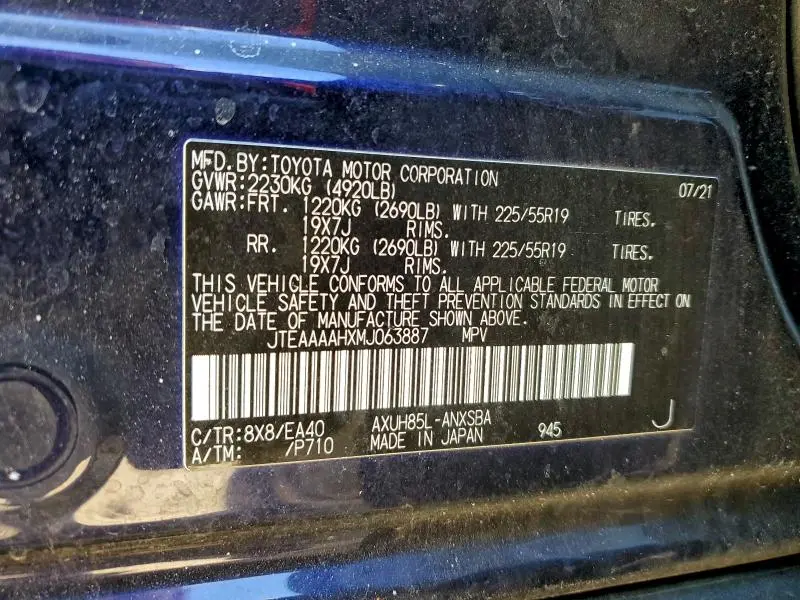 MFD.BY:TOYOTA MOTOR CORPORATION 07/21
GVWR:2230KG (4920LB)
GAWR:FRT. 1220KG (2690LB) WITH 225/55R19 TIRES.
19X7J RIMS.
RR. 1220KG (2690LB) WITH 225/55R19 TIRES.
19X7J RIMS.
THIS VEHICLE CONFORMS TO ALL APPLICABLE FEDERAL MOTOR
VEHICLE SAFETY AND THEFT PREVENTION STANDARDS IN EFFECT ON
THE DATE OF MANUFACTURE SHOWN ABOVE.
JTEAAAAHXMJ063887 MPV
C/TR:8X8/EA40 AXUH85L-ANXSBA J
A/TM: /P710 MADE IN JAPAN 945